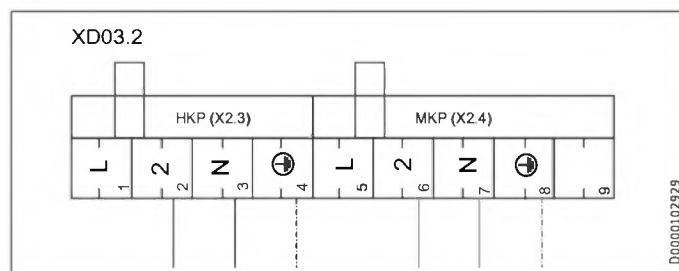 XD03.2
HKP (X2.3) MKP (X2.4)
L 2 N L 2 N
1 2 3 4 5 6 7 8 9
D0000102929